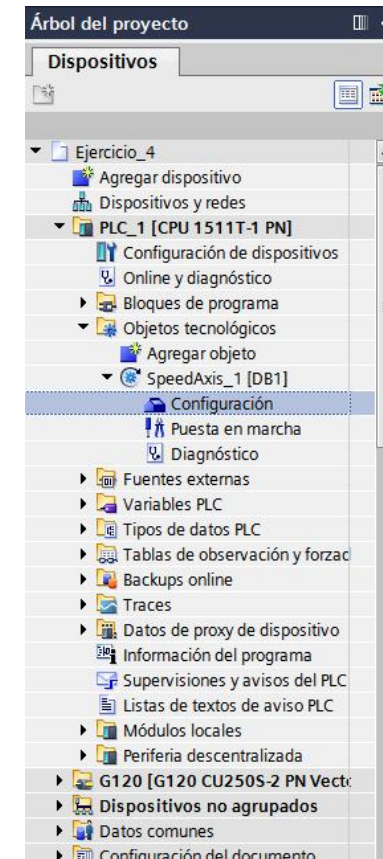 Árbol del proyecto
Dispositivos
Ejercicio_4
Agregar dispositivo
Dispositivos y redes
PLC_1 [CPU 1511T-1 PN]
Configuración de dispositivos
Online y diagnóstico
Bloques de programa
Objetos tecnológicos
Agregar objeto
SpeedAxis_1 [DB1]
Configuración
Puesta en marcha
Diagnóstico
Fuentes externas
Variables PLC
Tipos de datos PLC
Tablas de observación y forzad
Backups online
Traces
Datos de proxy de dispositivo
Información del programa
Supervisiones y avisos del PLC
Listas de textos de aviso PLC
Módulos locales
Periferia descentralizada
G120 [G120 CU250S-2 PN Vecto
Dispositivos no agrupados
Datos comunes
Configuración del documento